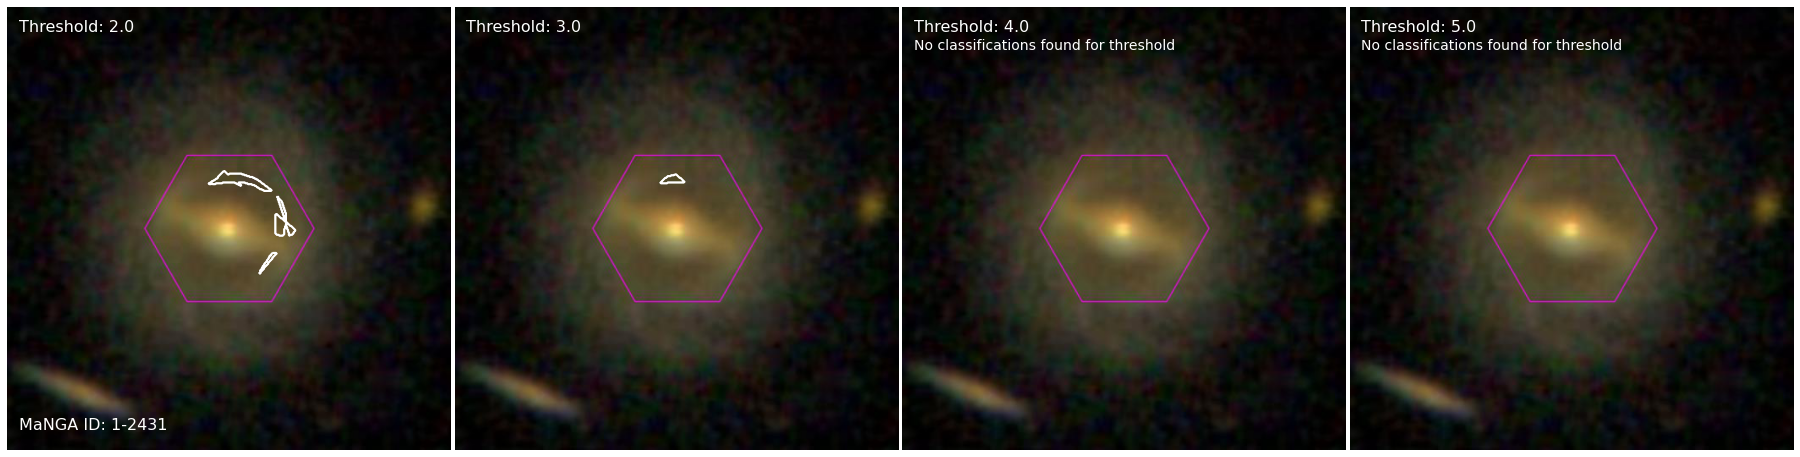 Threshold: 2.0
MaNGA ID: 1-2431
Threshold: 3.0
Threshold: 4.0
No classifications found for threshold
Threshold: 5.0
No classifications found for threshold